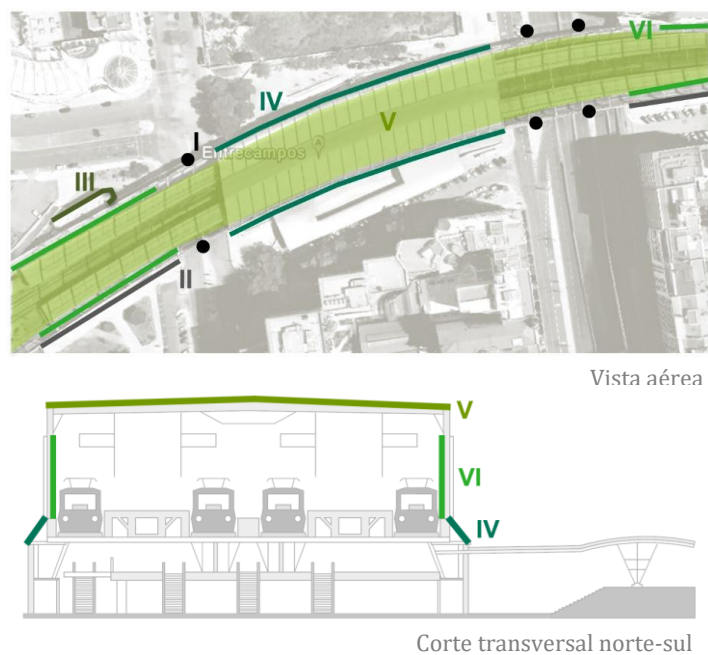 VI
IV
I
V
Entrecampos A
III
II
Vista aérea
V
VI
IV
Corte transversal norte-sul